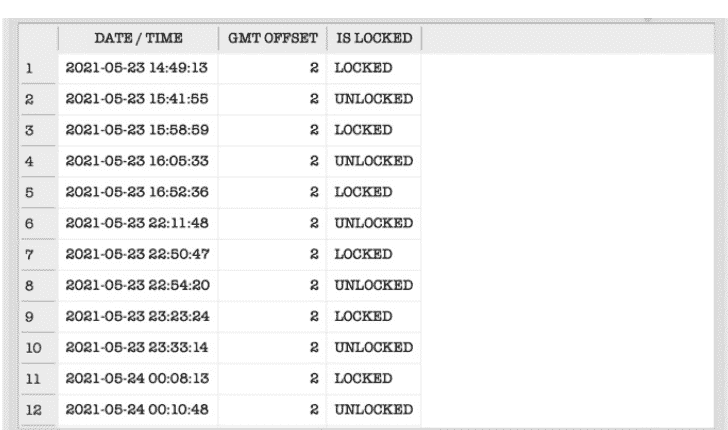 DATE / TIME GMT OFFSET IS LOCKED
1 2021-05-23 14:49:13 2 LOCKED
2 2021-05-23 15:41:55 2 UNLOCKED
3 2021-05-23 15:58:59 2 LOCKED
4 2021-05-23 16:05:33 2 UNLOCKED
5 2021-05-23 16:52:36 2 LOCKED
6 2021-05-23 22:11:48 2 UNLOCKED
7 2021-05-23 22:50:47 2 LOCKED
8 2021-05-23 22:54:20 2 UNLOCKED
9 2021-05-23 23:23:24 2 LOCKED
10 2021-05-23 23:33:14 2 UNLOCKED
11 2021-05-24 00:08:13 2 LOCKED
12 2021-05-24 00:10:48 2 UNLOCKED